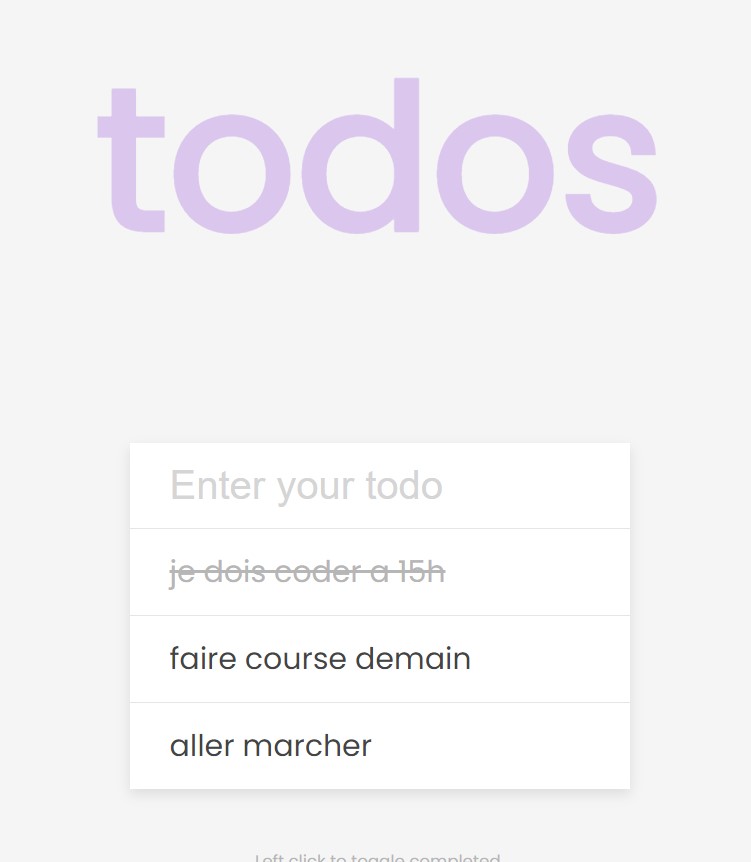 todos
Enter your todo
je dois coder a 15h
faire course demain
aller marcher
Left click to toggle completed